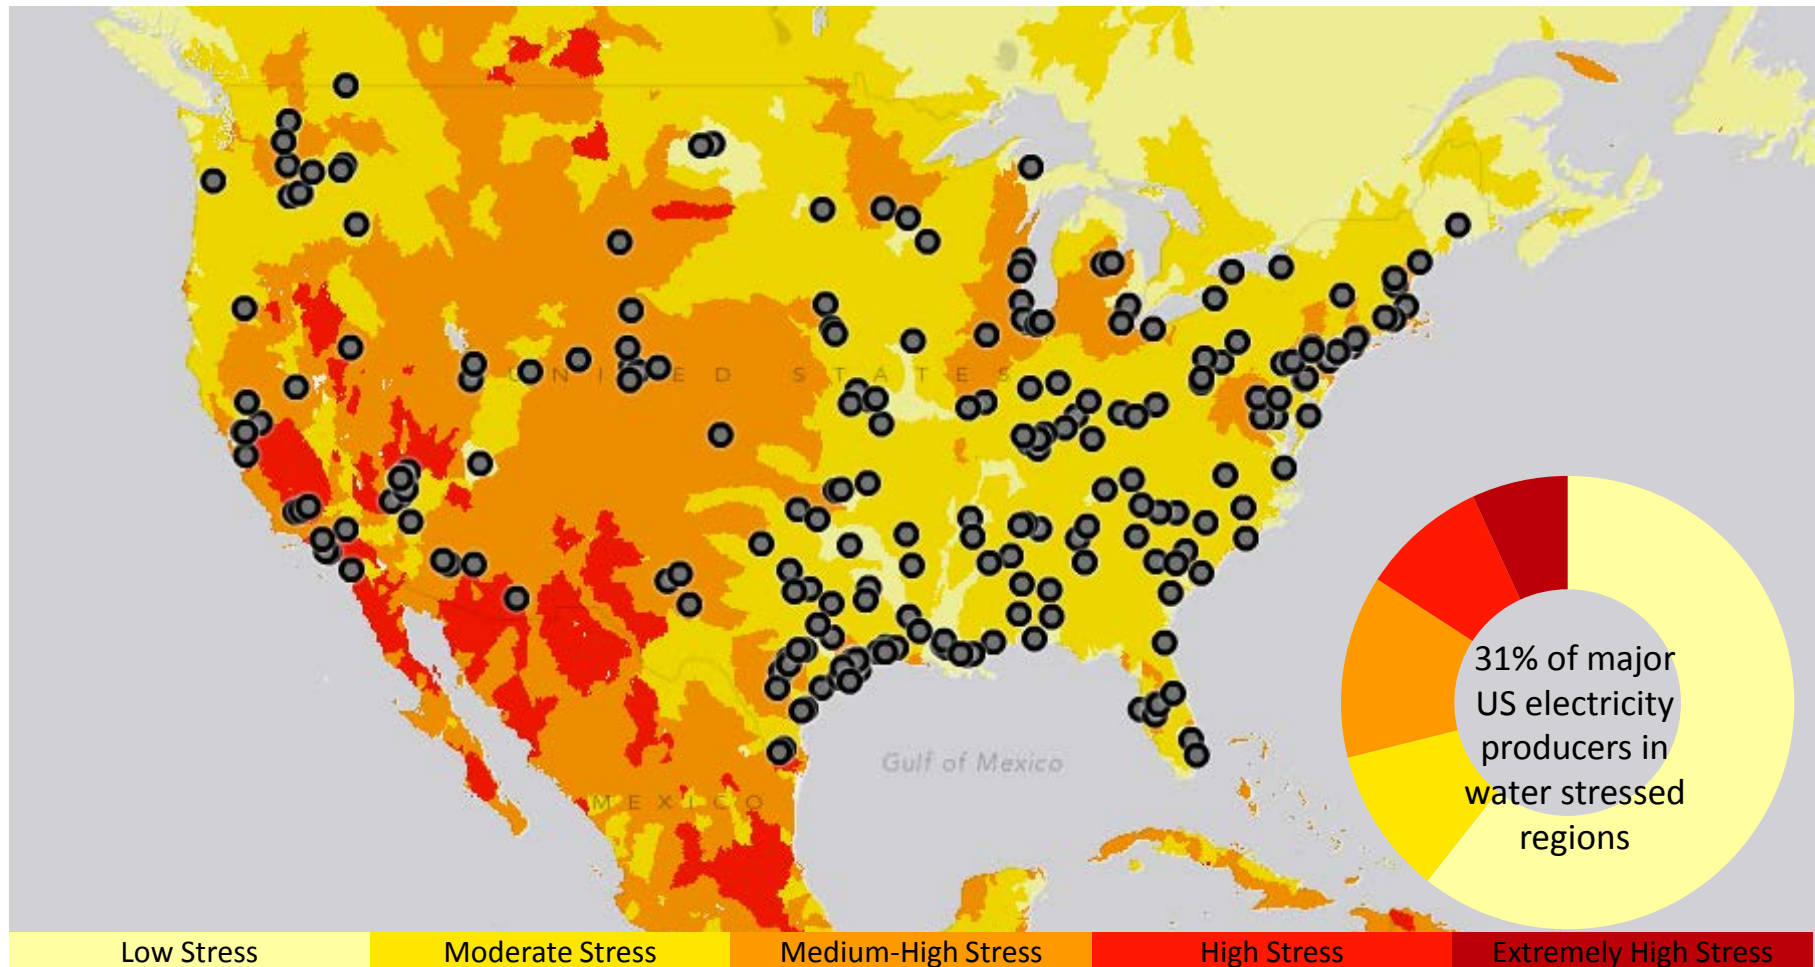 UNITED STATES
31% of major
US electricity
producers in
water stressed
regions
Gulf of Mexico
MEXICO
Low Stress
Moderate Stress
Medium-High Stress
High Stress
Extremely High Stress